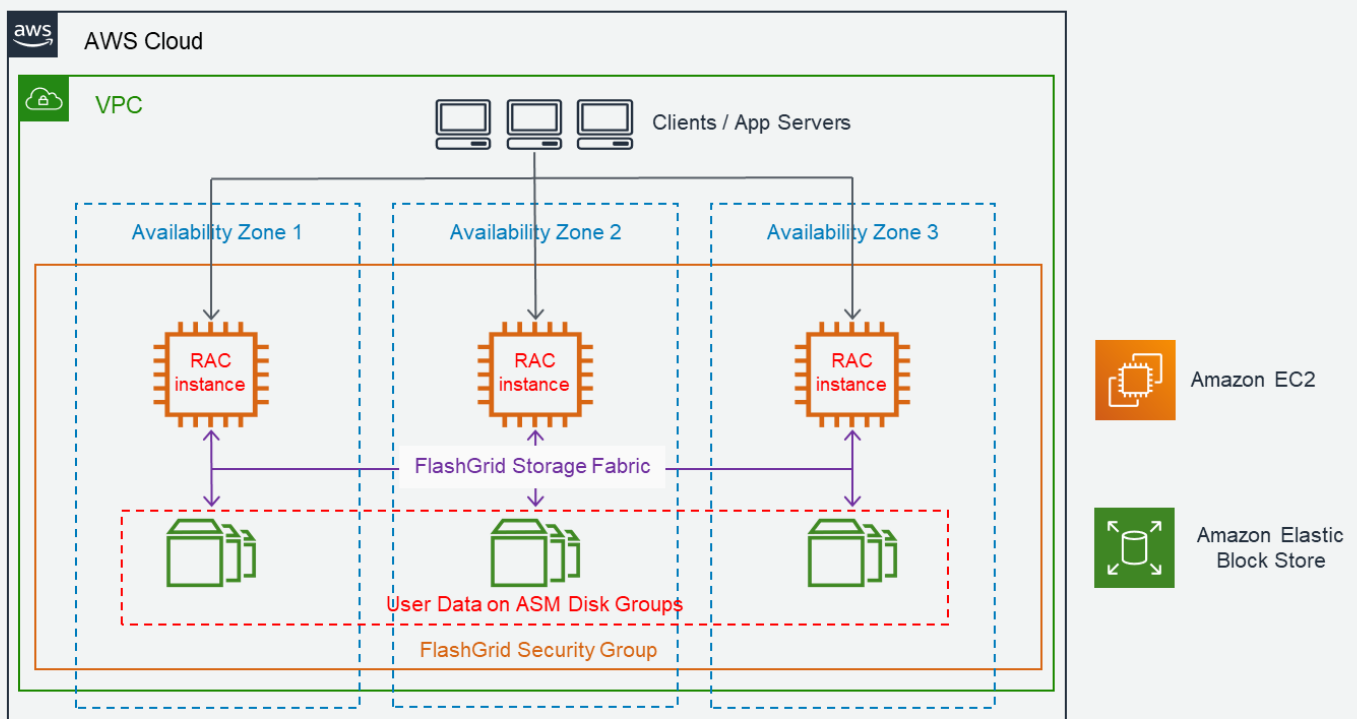 aws
AWS Cloud
VPC
Clients / App Servers
Availability Zone 1
Availability Zone 2
Availability Zone 3
RAC
instance
RAC
instance
RAC
instance
Amazon EC2
FlashGrid Storage Fabric
Amazon Elastic
Block Store
User Data on ASM Disk Groups
FlashGrid Security Group